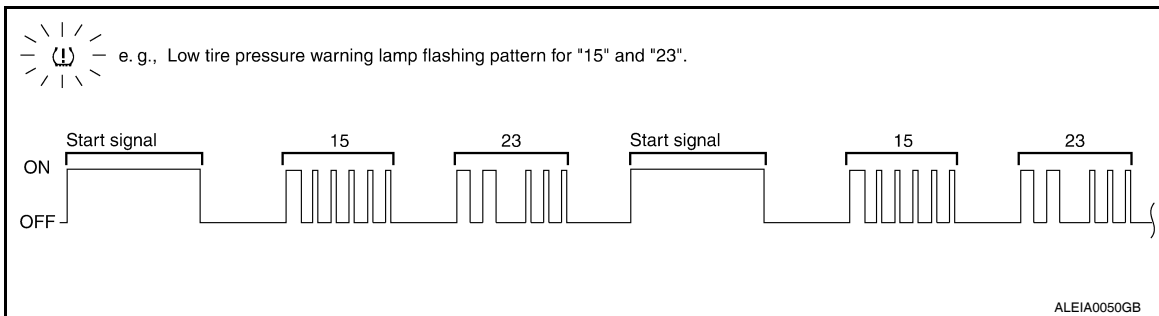 e. g., Low tire pressure warning lamp flashing pattern for "15" and "23".
Start signal 15 23 Start signal 15 23
ON
OFF
ALEIA0050GB